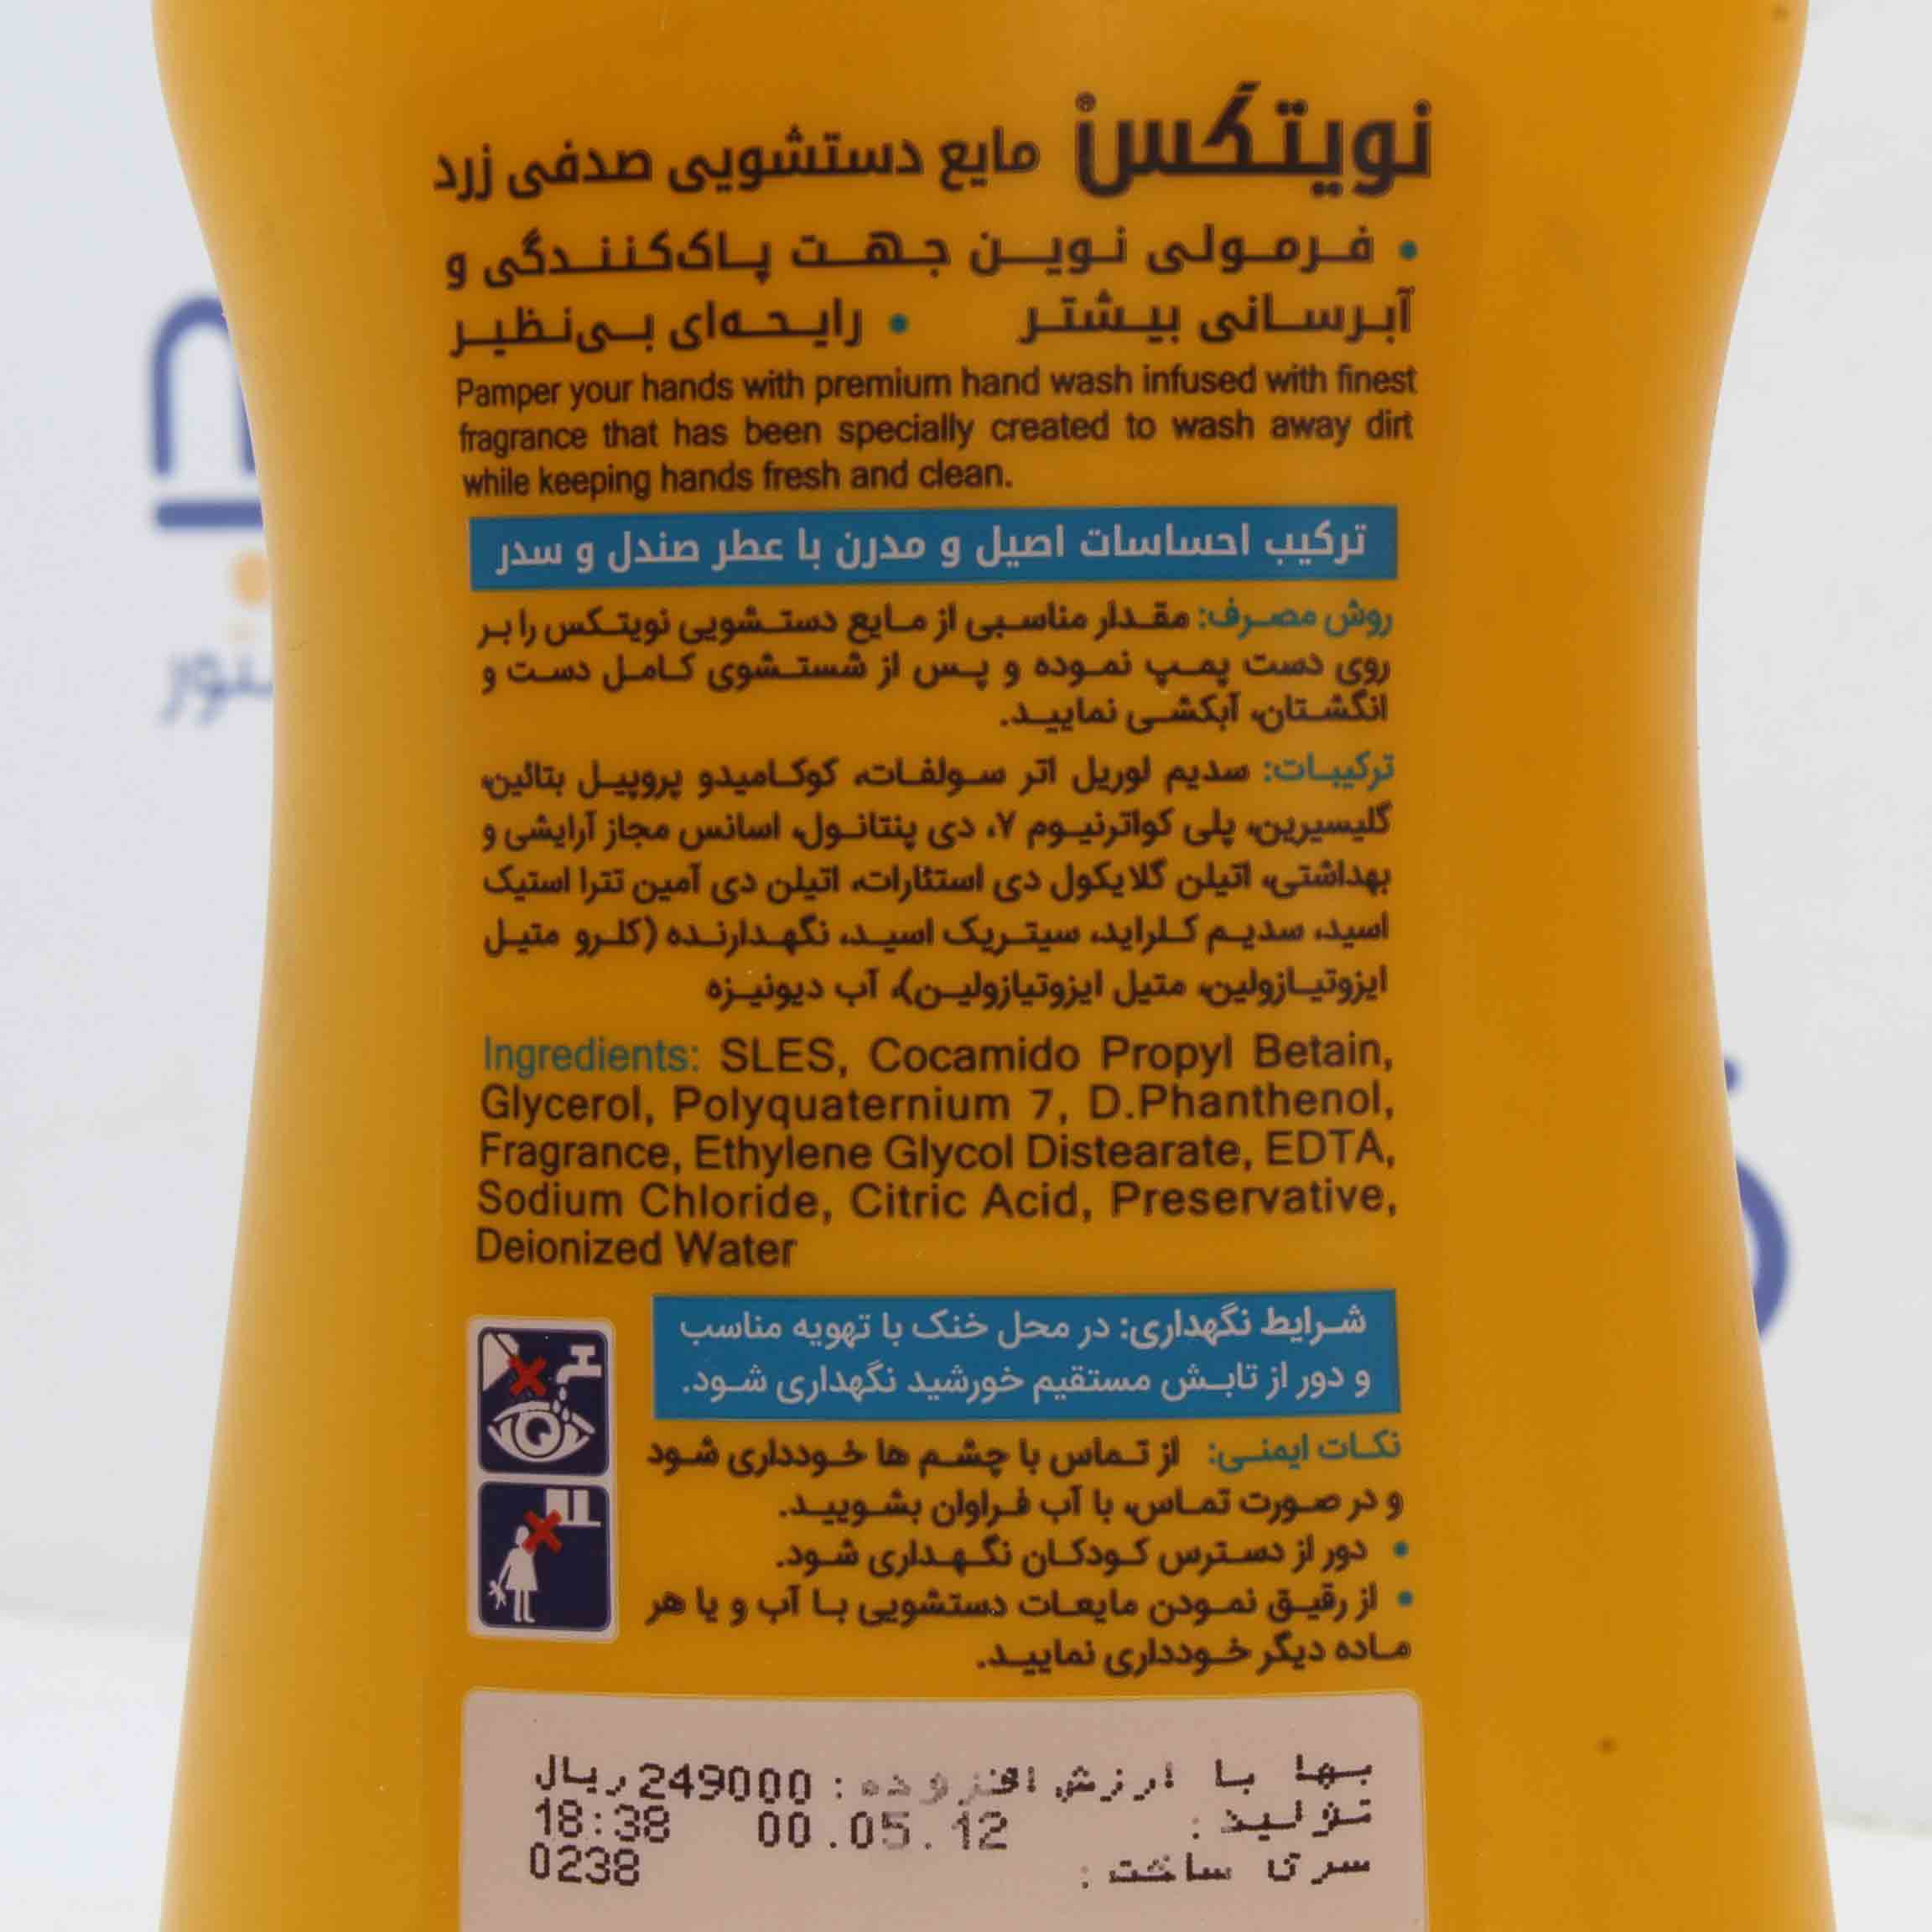 نویتکس® مایع دستشویی صدفی زرد
• فرمولی نوین جهت پاک‌کنندگی و
آبرسانی بیشتر • رایحه‌ای بی‌نظیر
Pamper your hands with premium hand wash infused with finest
fragrance that has been specially created to wash away dirt
while keeping hands fresh and clean.
ترکیب احساسات اصیل و مدرن با عطر صندل و سدر
روش مصرف: مقدار مناسبی از مایع دستشویی نویتکس را بر
روی دست پمپ نموده و پس از شستشوی کامل دست و
انگشتان، آبکشی نمایید.
ترکیبات: سدیم لوریل اتر سولفات، کوکامیدو پروپیل بتائین،
گلیسیرین، پلی کواترنیوم ۷، دی پنتانول، اسانس مجاز آرایشی و
بهداشتی، اتیلن گلایکول دی استئارات، اتیلن دی آمین تترا استیک
اسید، سدیم کلراید، سیتریک اسید، نگهدارنده (کلرو متیل
ایزوتیازولین، متیل ایزوتیازولین)، آب دیونیزه
Ingredients: SLES, Cocamido Propyl Betain,
Glycerol, Polyquaternium 7, D.Phanthenol,
Fragrance, Ethylene Glycol Distearate, EDTA,
Sodium Chloride, Citric Acid, Preservative,
Deionized Water
شرایط نگهداری: در محل خنک با تهویه مناسب
و دور از تابش مستقیم خورشید نگهداری شود.
نکات ایمنی: از تماس با چشم ها خودداری شود
و در صورت تماس، با آب فراوان بشویید.
• دور از دسترس کودکان نگهداری شود.
• از رقیق نمودن مایعات دستشویی با آب و یا هر
ماده دیگر خودداری نمایید.
بها با ارزش افزوده : 249000 ریال
تولید : 00.05.12 18:38
سری ساخت : 0238